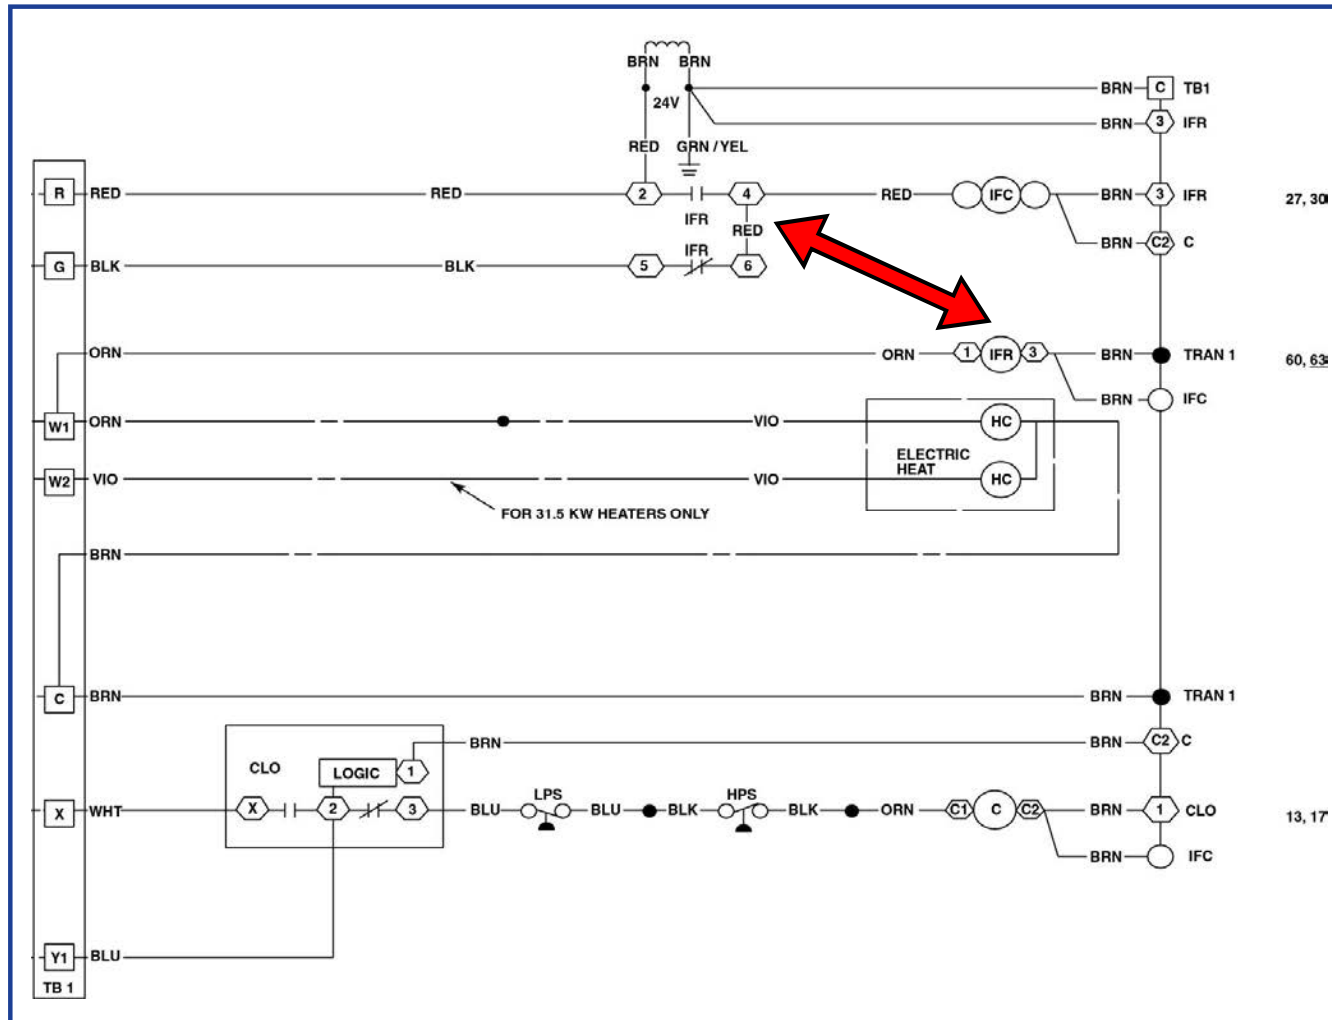 BRN BRN
24V
BRN C TB1
BRN 3 IFR
RED GRN/YEL
R RED RED 2 4 RED IFC BRN 3 IFR 27, 30
IFR
RED
BRN C2 C
IFR
G BLK BLK 5 6
ORN ORN 1 IFR 3 BRN TRAN 1 60, 63
BRN IFC
W1 ORN VIO HC
ELECTRIC
HEAT
W2 VIO VIO HC
FOR 31.5 KW HEATERS ONLY
BRN
C BRN BRN TRAN 1
BRN BRN C2 C
CLO LOGIC 1
LPS HPS
X WHT X 2 3 BLU BLU BLK BLK ORN C1 C C2 BRN 1 CLO 13, 17
BRN IFC
Y1 BLU
TB 1